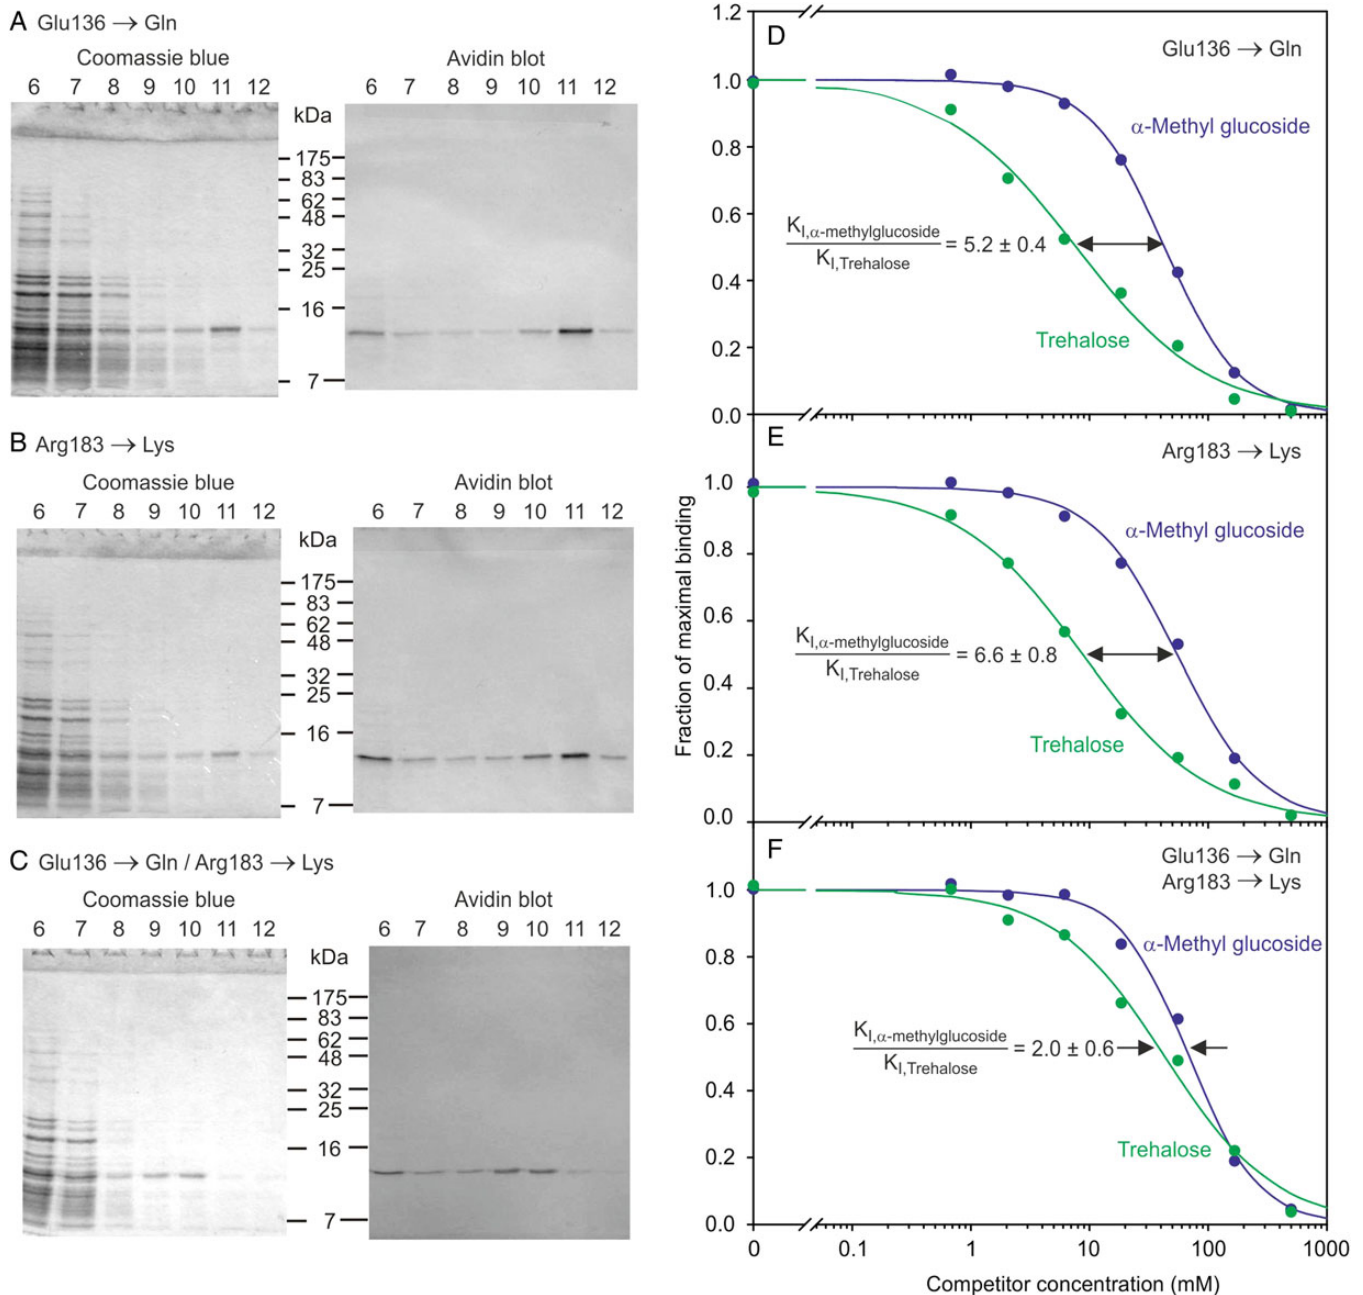 A Glu136 → Gln
Coomassie blue
Avidin blot
6 7 8 9 10 11 12
6 7 8 9 10 11 12
kDa
175
83
62
48
32
25
16
7
B Arg183 → Lys
Coomassie blue
Avidin blot
6 7 8 9 10 11 12
6 7 8 9 10 11 12
kDa
175
83
62
48
32
25
16
7
C Glu136 → Gln / Arg183 → Lys
Coomassie blue
Avidin blot
6 7 8 9 10 11 12
6 7 8 9 10 11 12
kDa
175
83
62
48
32
25
16
7
Fraction of maximal binding
1.2
D
Glu136 → Gln
1.0
α-Methyl glucoside
0.8
0.6
K I,α-methylglucoside
= 5.2 ± 0.4
K I,Trehalose
0.4
Trehalose
0.2
0.0
E
Arg183 → Lys
1.0
α-Methyl glucoside
0.8
0.6
K I,α-methylglucoside
= 6.6 ± 0.8
K I,Trehalose
0.4
Trehalose
0.2
0.0
F
Glu136 → Gln
Arg183 → Lys
1.0
α-Methyl glucoside
0.8
0.6
K I,α-methylglucoside
= 2.0 ± 0.6
K I,Trehalose
0.4
Trehalose
0.2
0.0
0 0.1 1 10 100 1000
Competitor concentration (mM)